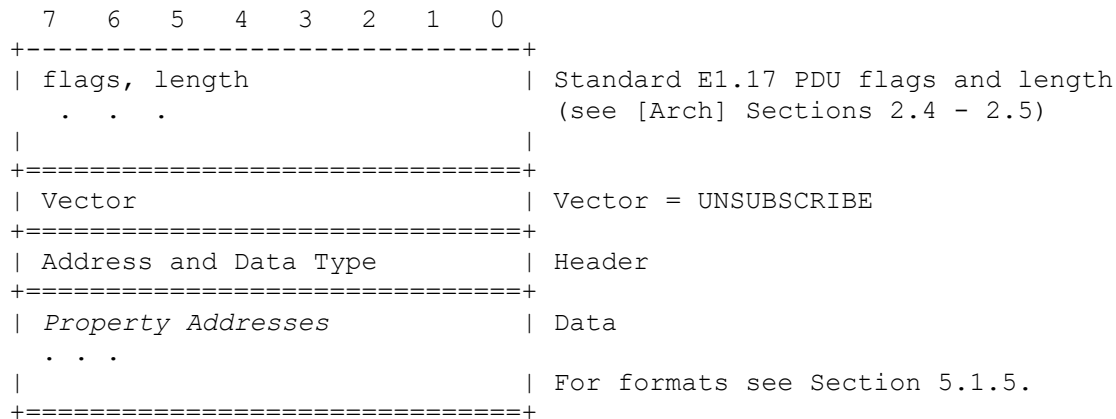 7   6   5   4   3   2   1   0
+-------------------------------+
| flags, length                 | Standard E1.17 PDU flags and length
   .  .  .                        (see [Arch] Sections 2.4 - 2.5)
|                               |
+===============================+
| Vector                        | Vector = UNSUBSCRIBE
+===============================+
| Address and Data Type         | Header
+===============================+
| Property Addresses            | Data
  . . .
|                               | For formats see Section 5.1.5.
+===============================+